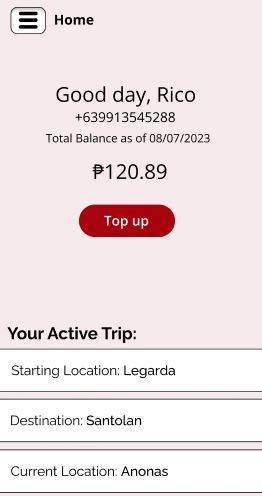 Home
Good day, Rico
+639913545288
Total Balance as of 08/07/2023
₱120.89
Top up
Your Active Trip:
Starting Location: Legarda
Destination: Santolan
Current Location: Anonas